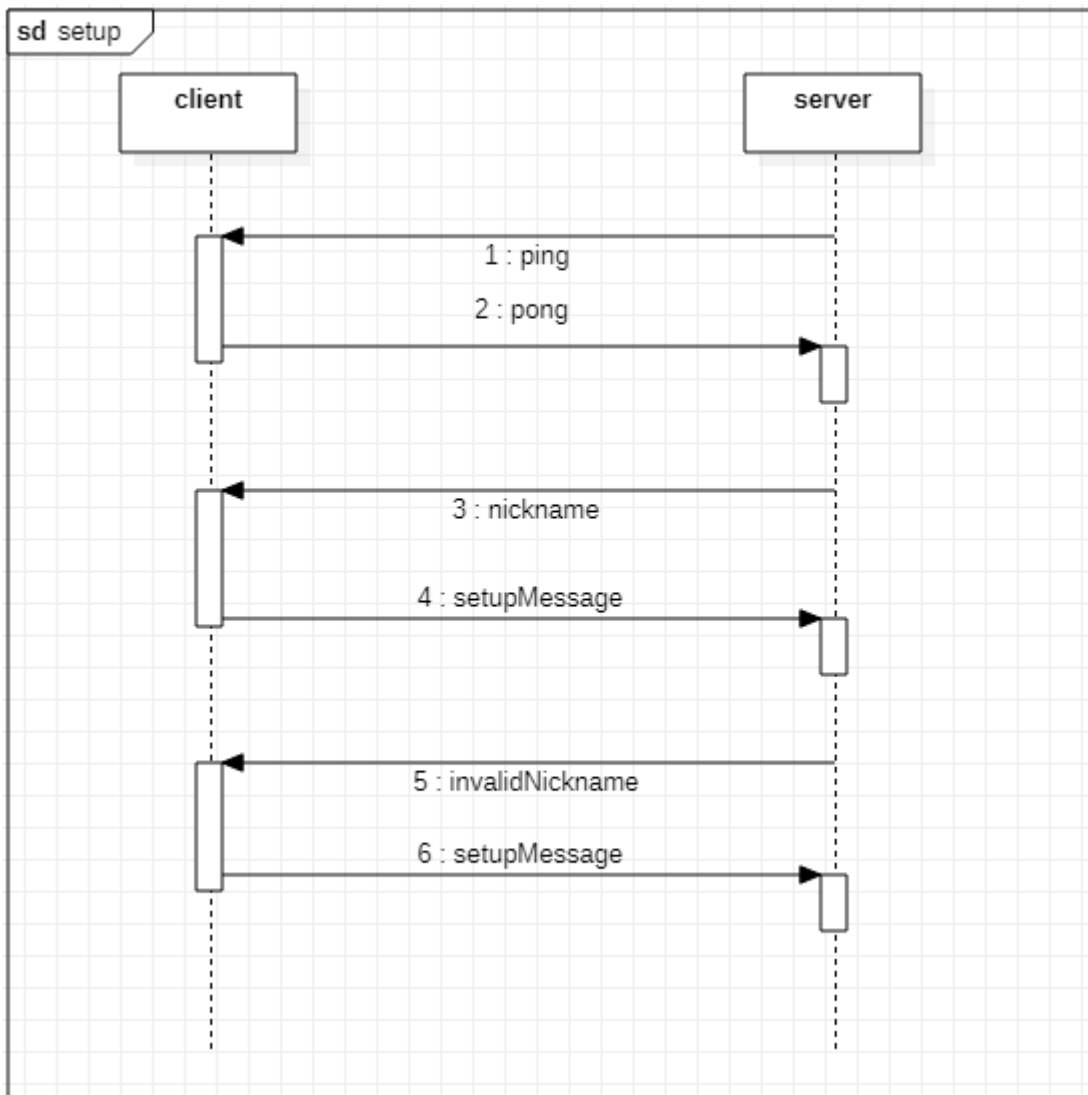 sd setup
client
server
1 : ping
2 : pong
3 : nickname
4 : setupMessage
5 : invalidNickname
6 : setupMessage